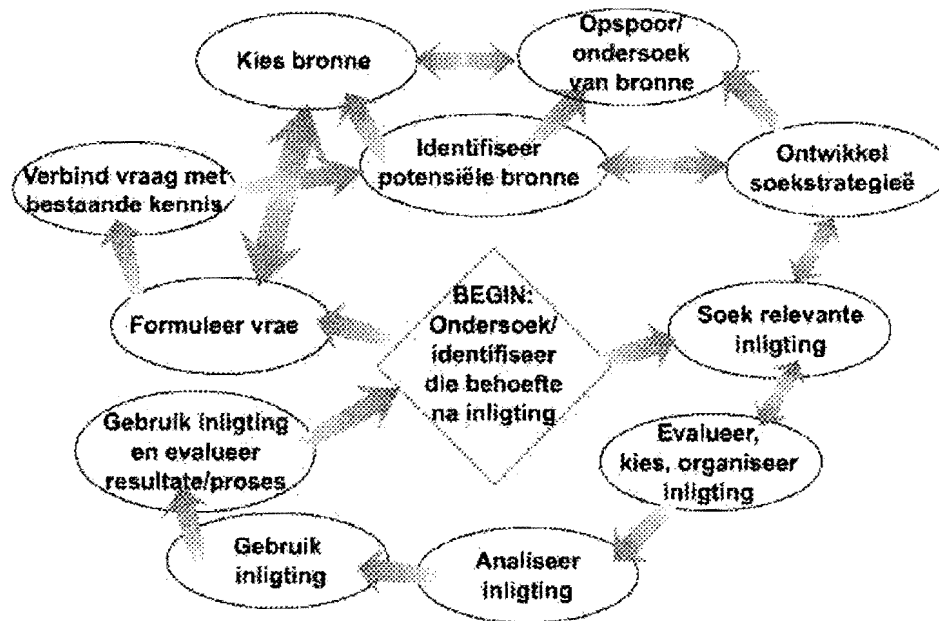 Kies bronne
Opspoor/
ondersoek
van bronne
Identifiseer
potensiële bronne
Ontwikkel
soekstrategieë
Verbind vraag met
bestaande kennis
Formuleer vrae
BEGIN:
Ondersoek/
identifiseer
die behoefte
na inligting
Soek relevante
inligting
Gebruik inligting
en evalueer
resultate/proses
Evalueer,
kies, organiseer
inligting
Gebruik
inligting
Analiseer
inligting